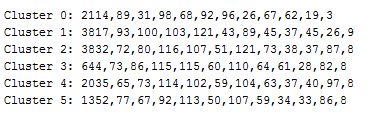 Cluster 0: 2114,89,31,98,68,92,96,26,67,62,19,3
Cluster 1: 3817,93,100,103,121,43,89,45,37,45,26,9
Cluster 2: 3832,72,80,116,107,51,121,73,38,37,87,8
Cluster 3: 644,73,86,115,115,60,110,64,61,28,82,8
Cluster 4: 2035,65,73,114,102,59,104,63,37,40,97,8
Cluster 5: 1352,77,67,92,113,50,107,59,34,33,86,8